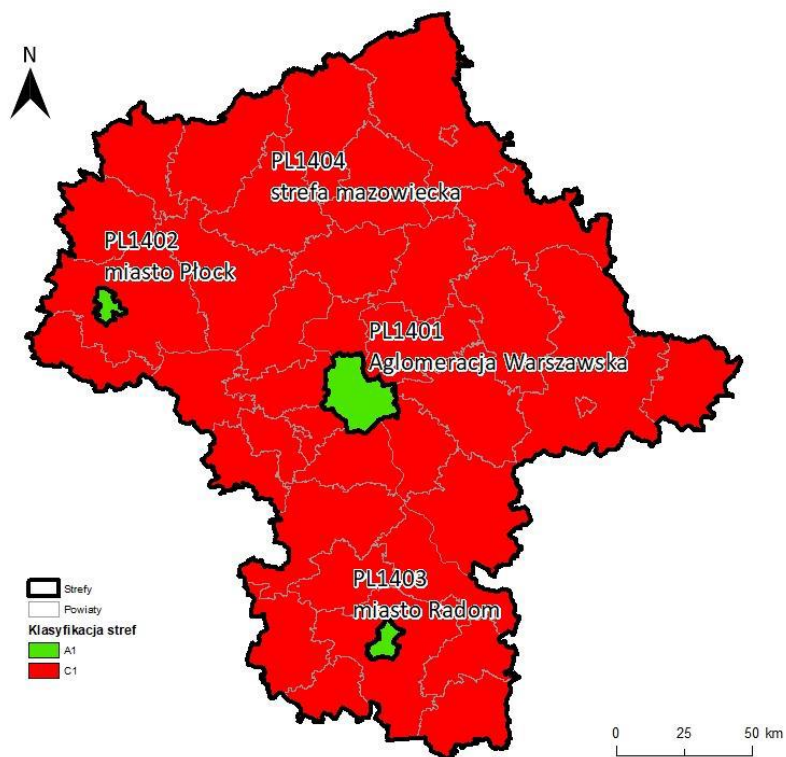 N
PL1404
strefa mazowiecka
PL1402
miasto Płock
PL1401
Aglomeracja Warszawska
PL1403
miasto Radom
Strefy
Powiaty
Klasyfikacja stref
A1
C1
0 25 50 km